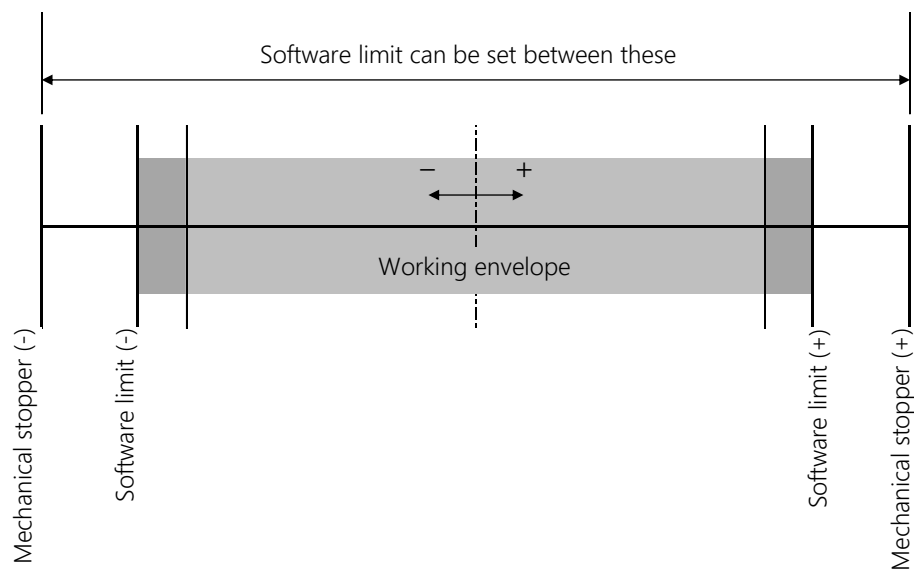 Software limit can be set between these
− +
Working envelope
Mechanical stopper (-)
Software limit (-)
Software limit (+)
Mechanical stopper (+)